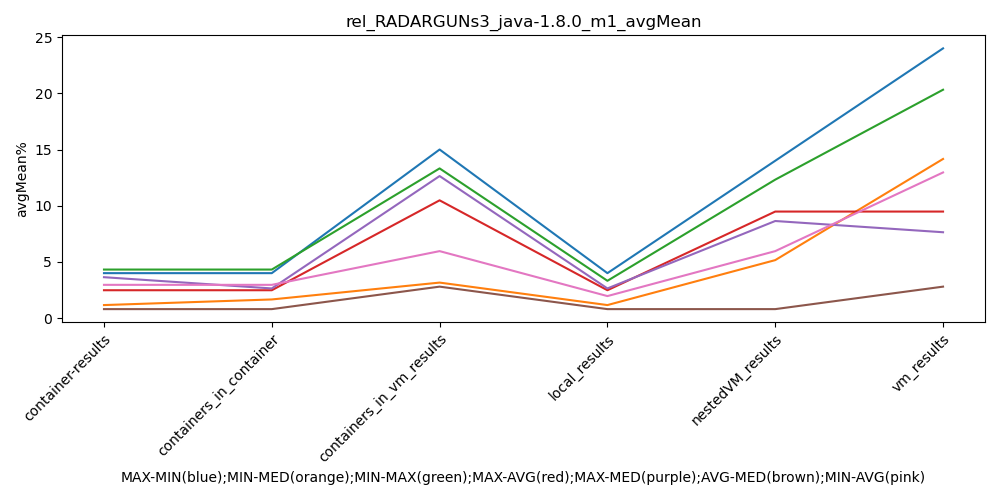 rel_RADARGUNs3_java-1.8.0_m1_avgMean
25
20
15
10
5
0
avgMean%
container-results
containers_in_container
containers_in_vm_results
local_results
nestedVM_results
vm_results
MAX-MIN(blue);MIN-MED(orange);MIN-MAX(green);MAX-AVG(red);MAX-MED(purple);AVG-MED(brown);MIN-AVG(pink)